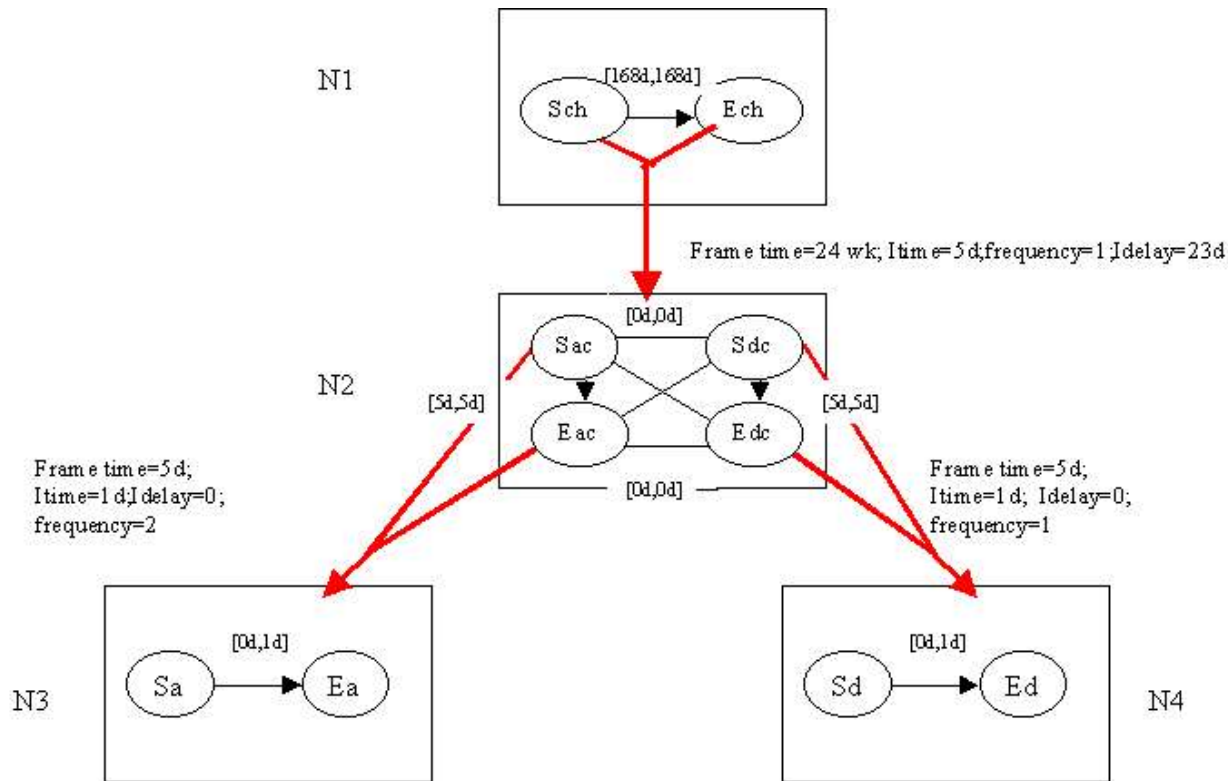 N1
[168d,168d]
Sch
Ech
Frame time=24 wk; Itime=5d;frequency=1;Idelay=23d
N2
[0d,0d]
Sac
Sdc
[5d,5d]
[5d,5d]
Eac
Edc
[0d,0d]
Frame time=5d;
Itime=1d;Idelay=0;
frequency=2
Frame time=5d;
Itime=1d; Idelay=0;
frequency=1
N3
[0d,1d]
Sa
Ea
[0d,1d]
Sd
Ed
N4